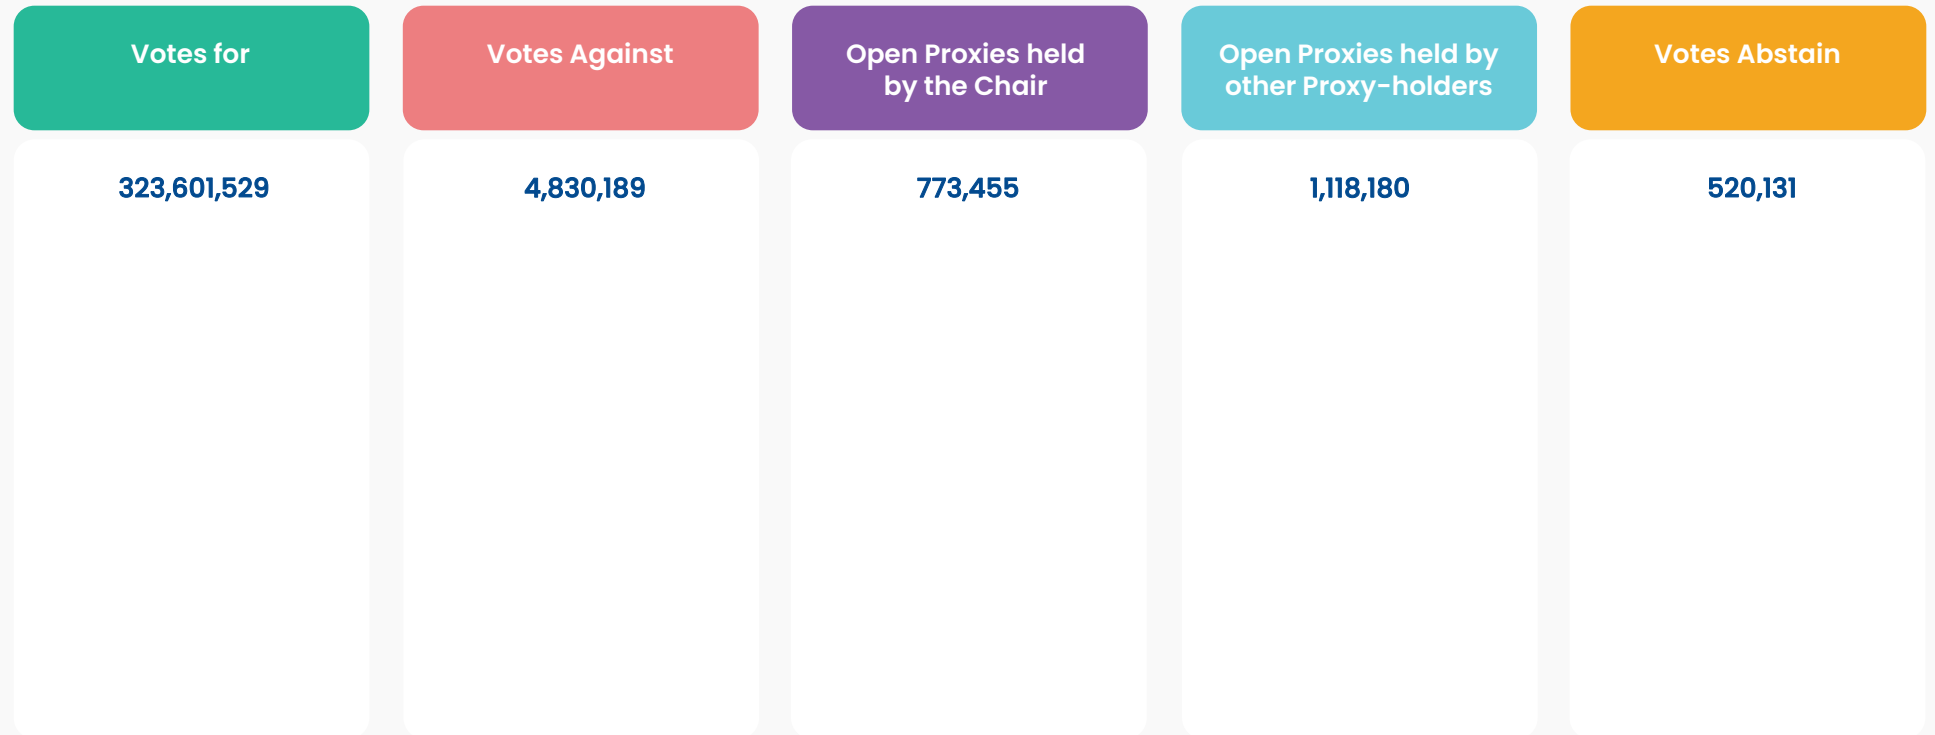 Votes for
Votes Against
Open Proxies held
by the Chair
Open Proxies held by
other Proxy-holders
Votes Abstain
323,601,529
4,830,189
773,455
1,118,180
520,131